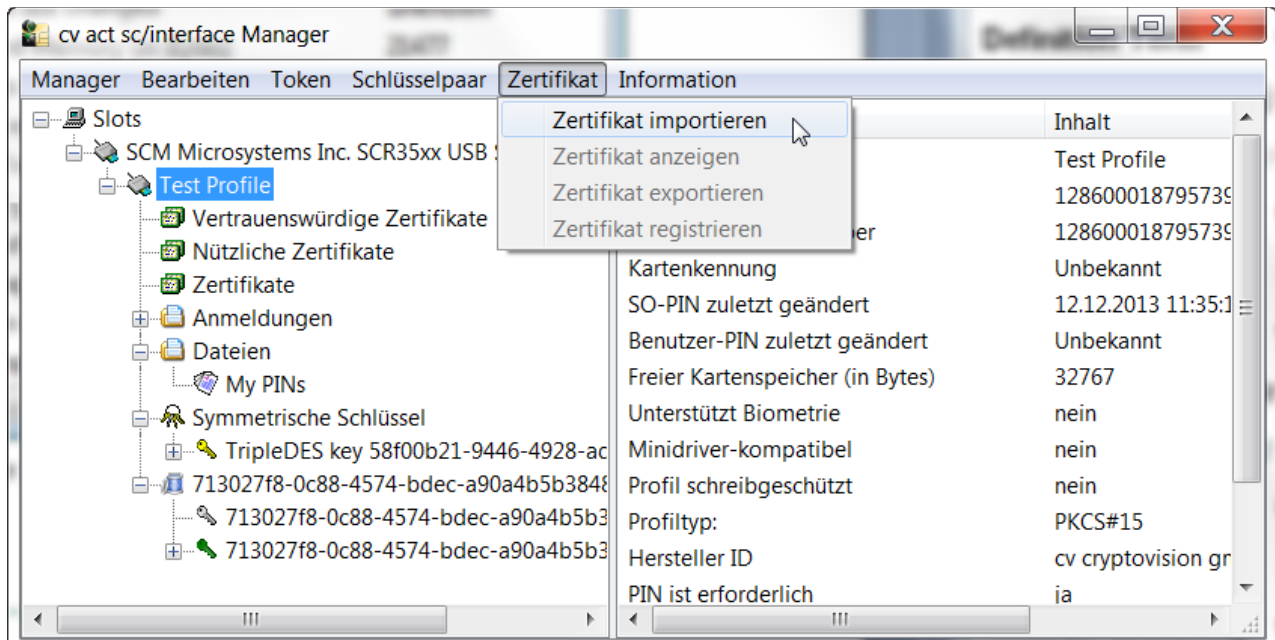 cv act sc/interface Manager
Manager Bearbeiten Token Schlüsselpaar Zertifikat Information
Zertifikat importieren
Zertifikat anzeigen
Zertifikat exportieren
Zertifikat registrieren
Slots
SCM Microsystems Inc. SCR35xx USB
Test Profile
Vertrauenswürdige Zertifikate
Nützliche Zertifikate
Zertifikate
Anmeldungen
Dateien
My PINs
Symmetrische Schlüssel
TripleDES key 58f00b21-9446-4928-ac
713027f8-0c88-4574-bdec-a90a4b5b3848
713027f8-0c88-4574-bdec-a90a4b5b3
713027f8-0c88-4574-bdec-a90a4b5b3
Inhalt
Test Profile
128600018795739
er 128600018795739
Kartenkennung Unbekannt
SO-PIN zuletzt geändert 12.12.2013 11:35:1
Benutzer-PIN zuletzt geändert Unbekannt
Freier Kartenspeicher (in Bytes) 32767
Unterstützt Biometrie nein
Minidriver-kompatibel nein
Profil schreibgeschützt nein
Profiltyp: PKCS#15
Hersteller ID cv cryptovision gr
PIN ist erforderlich ja